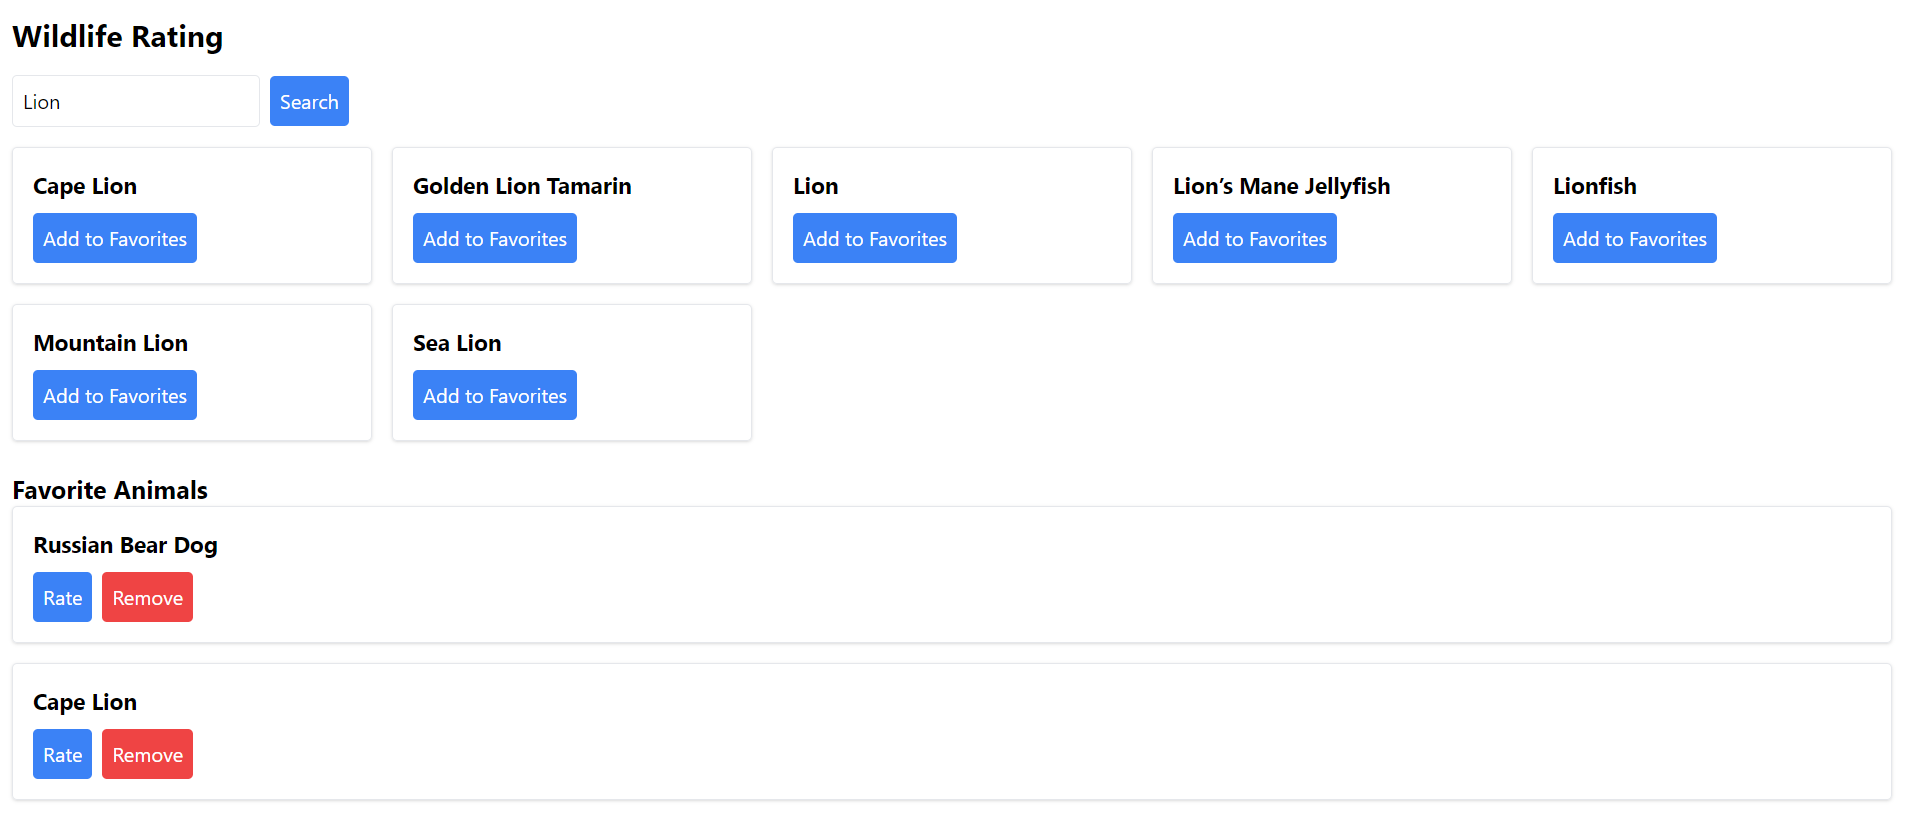 Wildlife Rating
Lion
Search
Cape Lion
Add to Favorites
Golden Lion Tamarin
Add to Favorites
Lion
Add to Favorites
Lion’s Mane Jellyfish
Add to Favorites
Lionfish
Add to Favorites
Mountain Lion
Add to Favorites
Sea Lion
Add to Favorites
Favorite Animals
Russian Bear Dog
Rate Remove
Cape Lion
Rate Remove